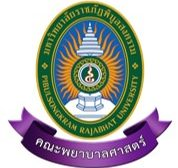 มหาวิทยาลัยราชภัฏพิบูลสงคราม
PIBULSONGKRAM RAJABHAT UNIVERSITY
คณะพยาบาลศาสตร์